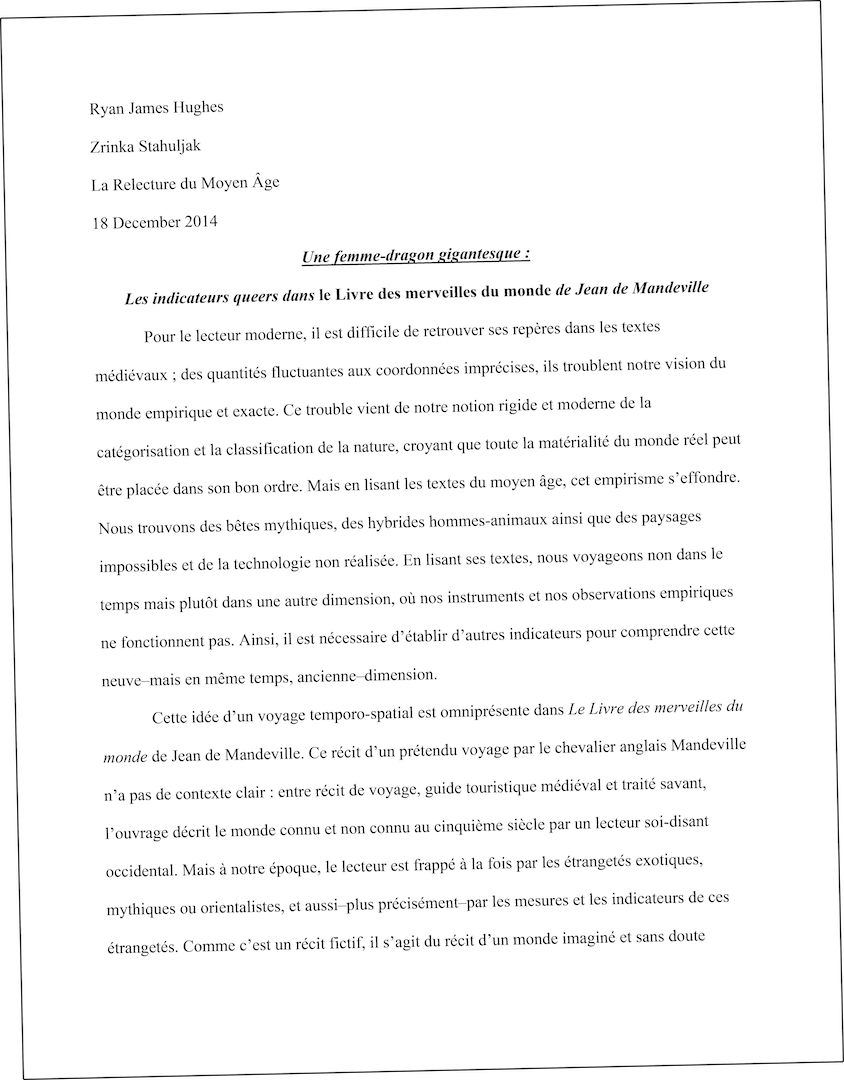 Ryan James Hughes
Zrinka Stahuljak
La Relecture du Moyen Âge
18 December 2014
Une femme-dragon gigantesque :
Les indicateurs queers dans le Livre des merveilles du monde de Jean de Mandeville
Pour le lecteur moderne, il est difficile de retrouver ses repères dans les textes
médiévaux ; des quantités fluctuantes aux coordonnées imprécises, ils troublent notre vision du
monde empirique et exacte. Ce trouble vient de notre notion rigide et moderne de la
catégorisation et la classification de la nature, croyant que toute la matérialité du monde réel peut
être placée dans son bon ordre. Mais en lisant les textes du moyen âge, cet empirisme s’effondre.
Nous trouvons des bêtes mythiques, des hybrides hommes-animaux ainsi que des paysages
impossibles et de la technologie non réalisée. En lisant ses textes, nous voyageons non dans le
temps mais plutôt dans une autre dimension, où nos instruments et nos observations empiriques
ne fonctionnent pas. Ainsi, il est nécessaire d’établir d’autres indicateurs pour comprendre cette
neuve–mais en même temps, ancienne–dimension.
Cette idée d’un voyage temporo-spatial est omniprésente dans Le Livre des merveilles du
monde de Jean de Mandeville. Ce récit d’un prétendu voyage par le chevalier anglais Mandeville
n’a pas de contexte clair : entre récit de voyage, guide touristique médiéval et traité savant,
l’ouvrage décrit le monde connu et non connu au cinquième siècle par un lecteur soi-disant
occidental. Mais à notre époque, le lecteur est frappé à la fois par les étrangetés exotiques,
mythiques ou orientalistes, et aussi–plus précisément–par les mesures et les indicateurs de ces
étrangetés. Comme c’est un récit fictif, il s’agit du récit d’un monde imaginé et sans doute